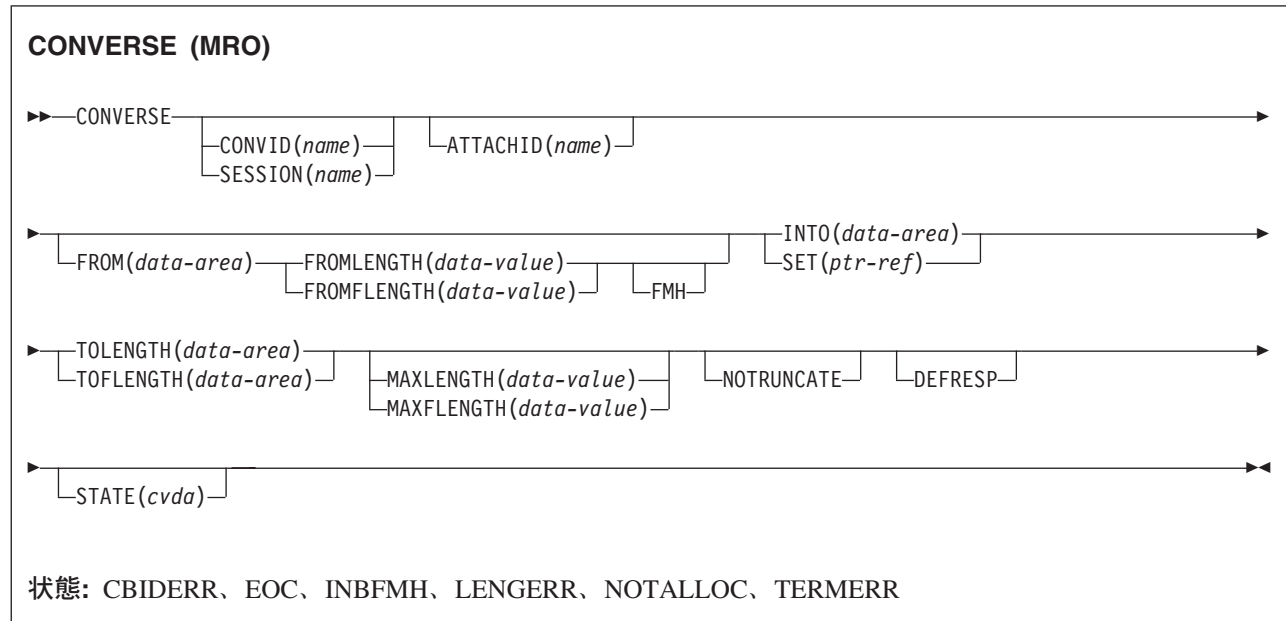 CONVERSE (MRO)
CONVERSE
CONVID(name)
SESSION(name)
ATTACHID(name)
FROM(data-area)
FROMLENGTH(data-value)
FROMFLENGTH(data-value)
FMH
INTO(data-area)
SET(ptr-ref)
TOLENGTH(data-area)
TOFLENGTH(data-area)
MAXLENGTH(data-value)
MAXFLENGTH(data-value)
NOTRUNCATE
DEFRESP
STATE(cvda)
状態: CBIDERR、EOC、INBFMH、LENGERR、NOTALLOC、TERMERR